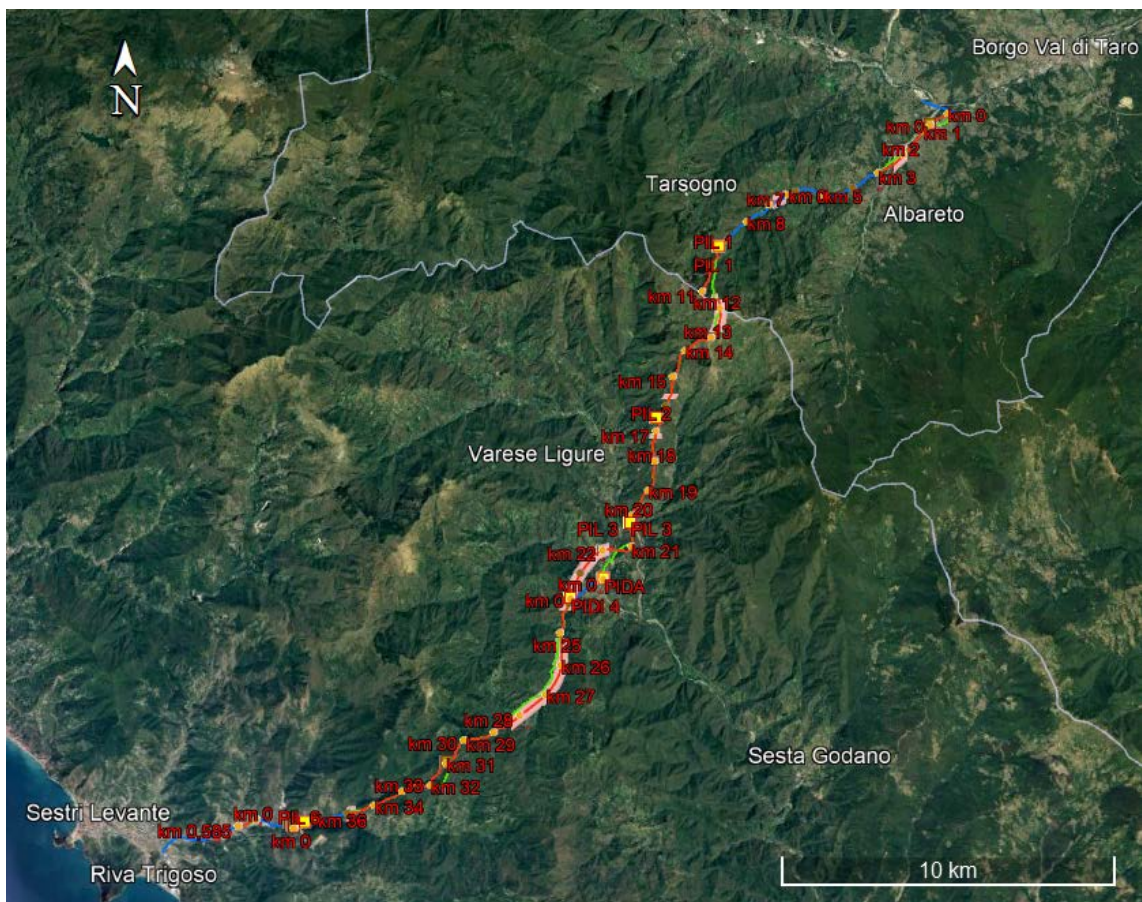 N
Borgo Val di Taro
km 0
km 0
km 1
km 2
km 3
Tarsogno
km 7
km 0
km 5
Albareto
km 8
PIL 1
PIL 1
km 11
km 12
km 13
km 14
km 15
PIL 2
km 17
Varese Ligure
km 18
km 19
km 20
PIL 3
PIL 3
km 22
km 21
km 0
PIDA
km 0
PIDI 4
km 25
km 26
km 27
km 28
km 30
km 29
km 31
Sesta Godano
km 33
km 32
km 34
Sestri Levante
km 0
PIL 6
km 36
km 0,585
km 0
Riva Trigoso
10 km